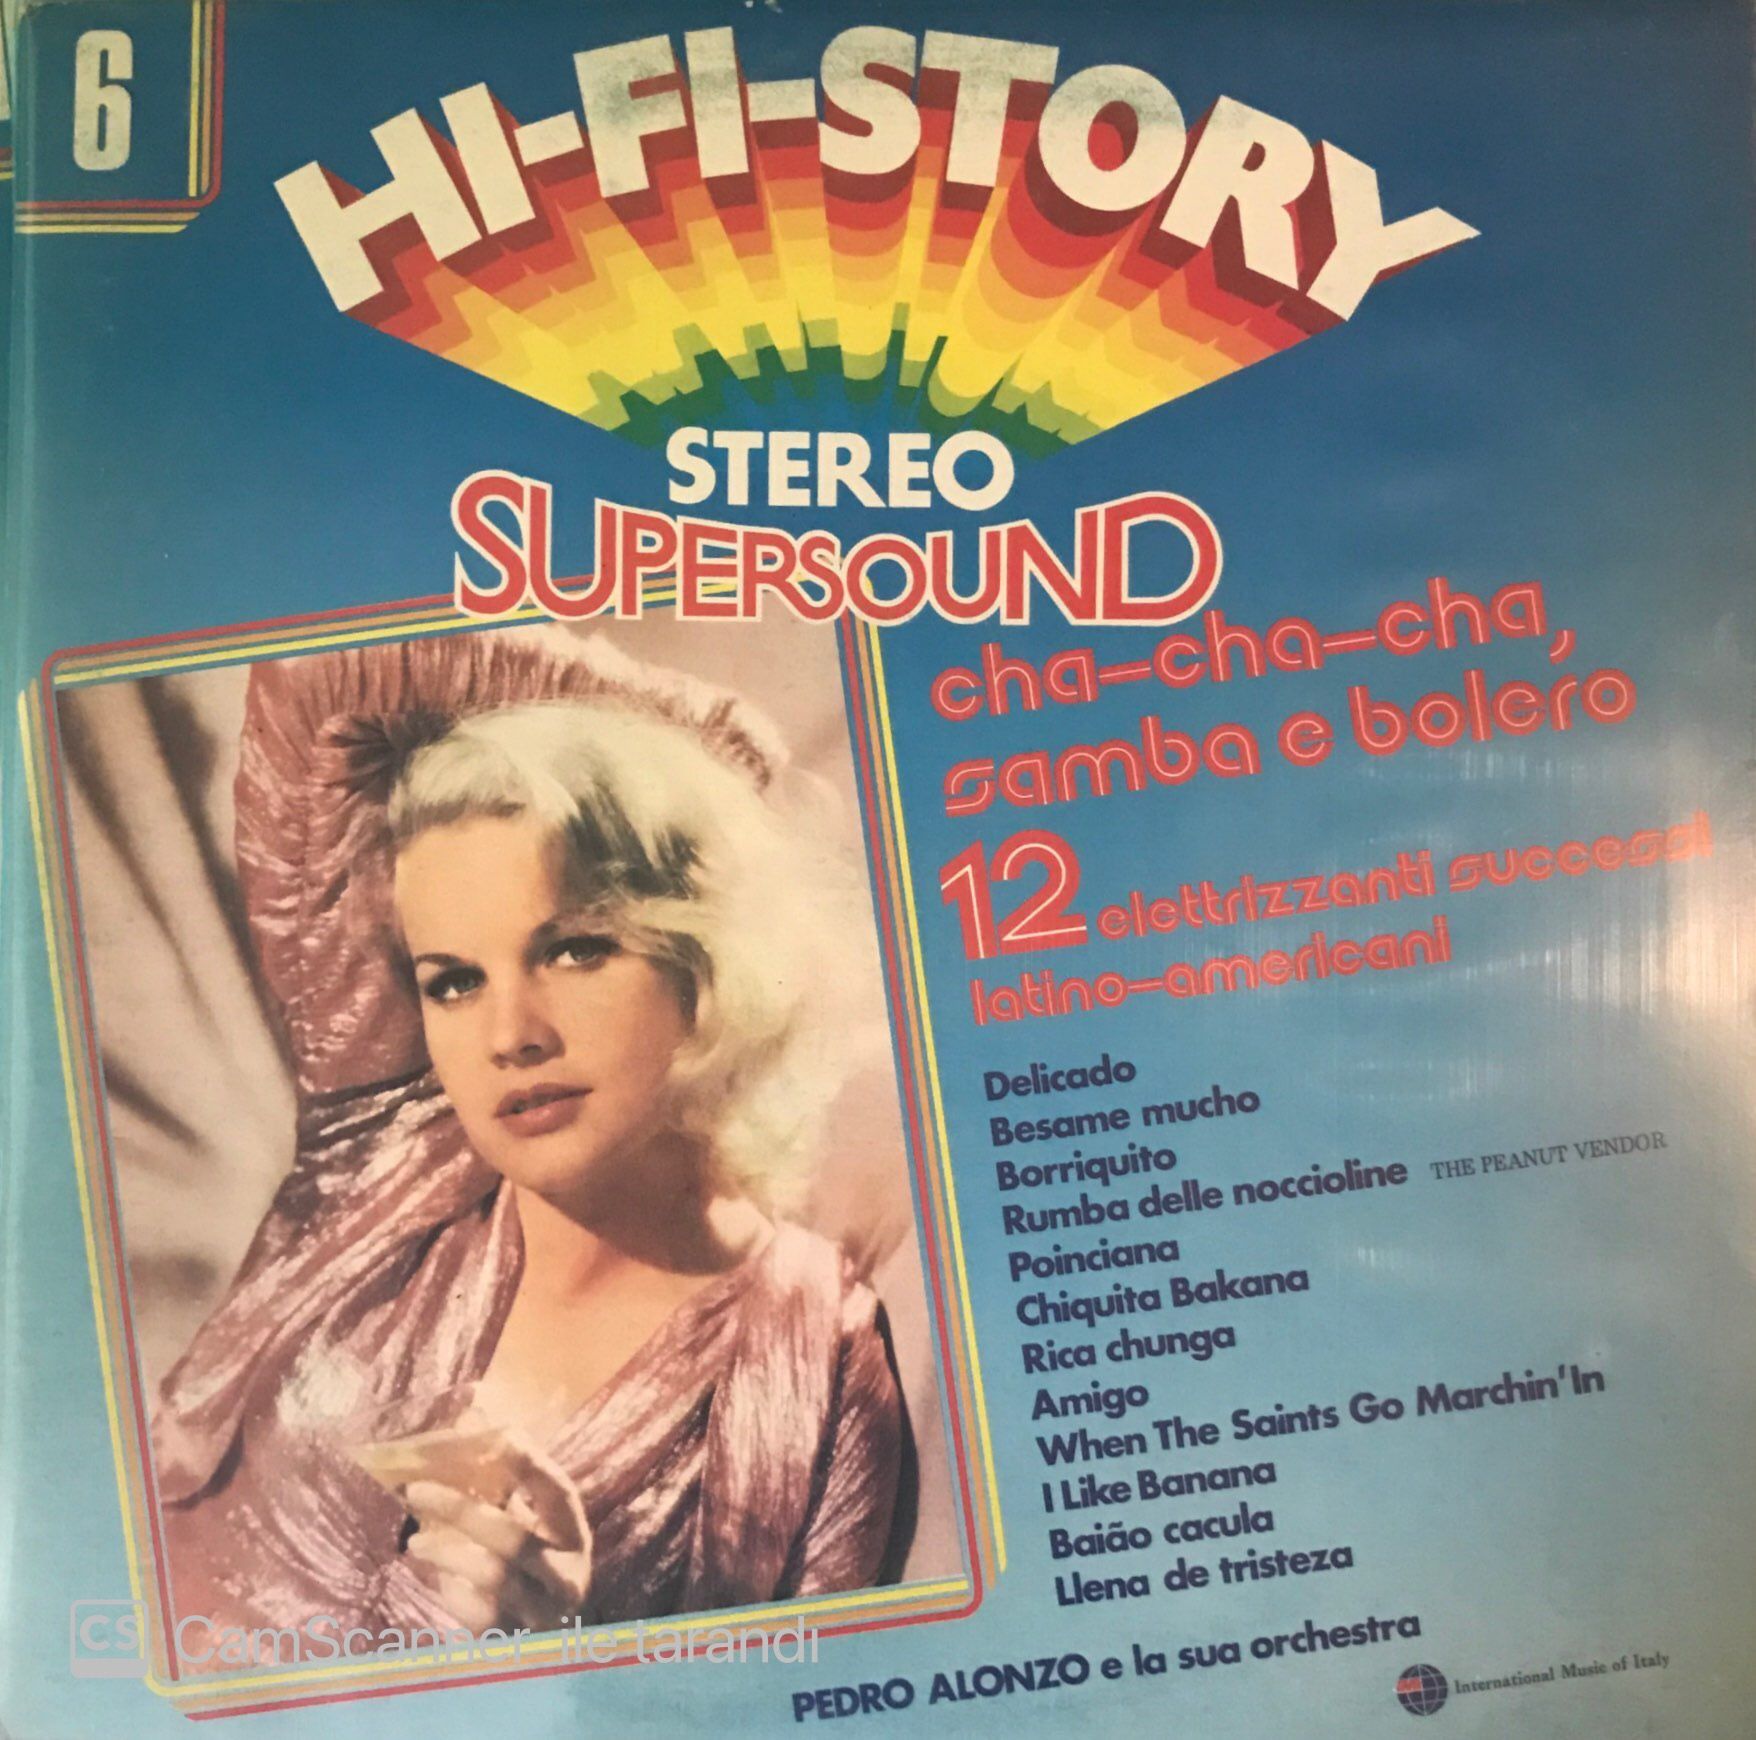 6
HI-FI-STORY
STEREO
SUPERSOUND
cha-cha-cha,
samba e bolero
12 elettrizzanti successi
latino-americani
Delicado
Besame mucho
Borriquito
Rumba delle noccioline THE PEANUT VENDOR
Poinciana
Chiquita Bakana
Rica chunga
Amigo
When The Saints Go Marchin' In
I Like Banana
Baião cacula
Llena de tristeza
PEDRO ALONZO e la sua orchestra
International Music of Italy
CS CamScanner ile tarandı